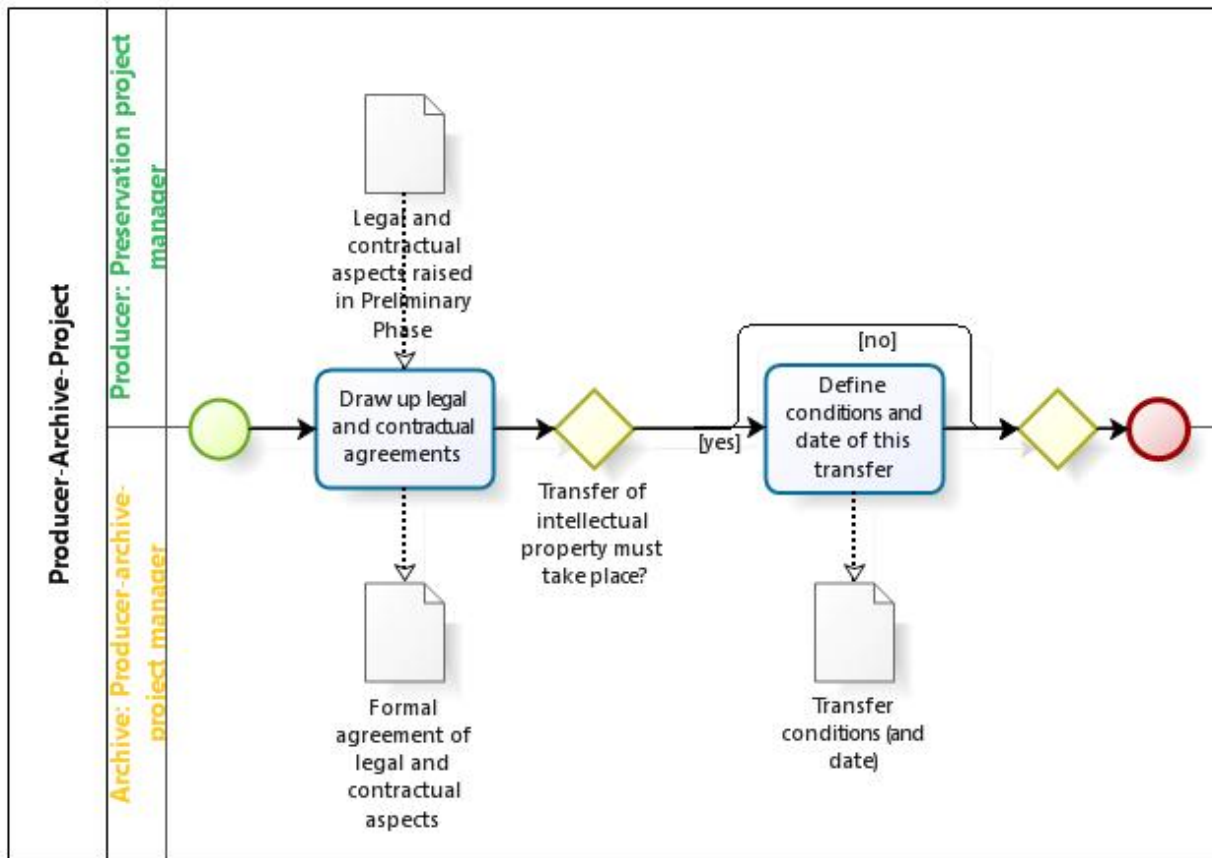 Producer-Archive-Project
Producer: Preservation project
manager
Archive: Producer-archive-
project manager
Legal and
contractual
aspects raised
in Preliminary
Phase
Draw up legal
and contractual
agreements
Formal
agreement of
legal and
contractual
aspects
Transfer of
intellectual
property must
take place?
[yes]
[no]
Define
conditions and
date of this
transfer
Transfer
conditions (and
date)